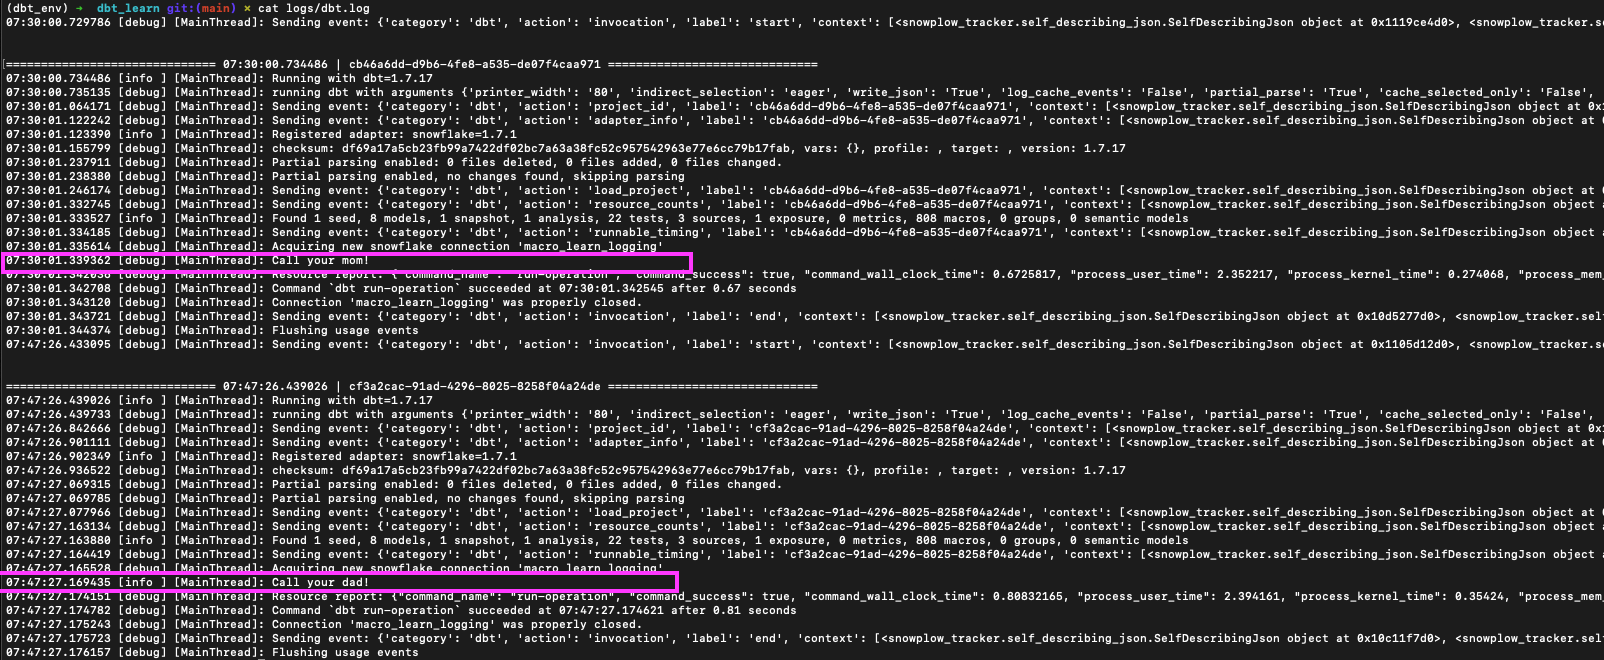 (dbt_env) → dbt_learn git:(main) × cat logs/dbt.log
07:30:00.729786 [debug] [MainThread]: Sending event: {'category': 'dbt', 'action': 'invocation', 'label': 'start', 'context': [<snowplow_tracker.self_describing_json.SelfDescribingJson object at 0x1119ce4d0>, <snowplow_tracker.se
============================== 07:30:00.734486 | cb46a6dd-d9b6-4fe8-a535-de07f4caa971 ==============================
07:30:00.734486 [info ] [MainThread]: Running with dbt=1.7.17
07:30:00.735135 [debug] [MainThread]: running dbt with arguments {'printer_width': '80', 'indirect_selection': 'eager', 'write_json': 'True', 'log_cache_events': 'False', 'partial_parse': 'True', 'cache_selected_only': 'False',
07:30:01.064171 [debug] [MainThread]: Sending event: {'category': 'dbt', 'action': 'project_id', 'label': 'cb46a6dd-d9b6-4fe8-a535-de07f4caa971', 'context': [<snowplow_tracker.self_describing_json.SelfDescribingJson object at 0x1
07:30:01.122242 [debug] [MainThread]: Sending event: {'category': 'dbt', 'action': 'adapter_info', 'label': 'cb46a6dd-d9b6-4fe8-a535-de07f4caa971', 'context': [<snowplow_tracker.self_describing_json.SelfDescribingJson object at 0
07:30:01.123390 [info ] [MainThread]: Registered adapter: snowflake=1.7.1
07:30:01.155799 [debug] [MainThread]: checksum: df69a17a5cb23fb99a7422df02bc7a63a38fc52c957542963e77e6cc79b17fab, vars: {}, profile: , target: , version: 1.7.17
07:30:01.237911 [debug] [MainThread]: Partial parsing enabled: 0 files deleted, 0 files added, 0 files changed.
07:30:01.238380 [debug] [MainThread]: Partial parsing enabled, no changes found, skipping parsing
07:30:01.246174 [debug] [MainThread]: Sending event: {'category': 'dbt', 'action': 'load_project', 'label': 'cb46a6dd-d9b6-4fe8-a535-de07f4caa971', 'context': [<snowplow_tracker.self_describing_json.SelfDescribingJson object at 0
07:30:01.332745 [debug] [MainThread]: Sending event: {'category': 'dbt', 'action': 'resource_counts', 'label': 'cb46a6dd-d9b6-4fe8-a535-de07f4caa971', 'context': [<snowplow_tracker.self_describing_json.SelfDescribingJson object a
07:30:01.333527 [info ] [MainThread]: Found 1 seed, 8 models, 1 snapshot, 1 analysis, 22 tests, 3 sources, 1 exposure, 0 metrics, 808 macros, 0 groups, 0 semantic models
07:30:01.334185 [debug] [MainThread]: Sending event: {'category': 'dbt', 'action': 'runnable_timing', 'label': 'cb46a6dd-d9b6-4fe8-a535-de07f4caa971', 'context': [<snowplow_tracker.self_describing_json.SelfDescribingJson object a
07:30:01.335614 [debug] [MainThread]: Acquiring new snowflake connection 'macro_learn_logging'
07:30:01.339362 [debug] [MainThread]: Call your mom!
07:30:01.342036 [debug] [MainThread]: Resource report: {"command_name": "run-operation", "command_success": true, "command_wall_clock_time": 0.6725817, "process_user_time": 2.352217, "process_kernel_time": 0.274068, "process_mem_
07:30:01.342708 [debug] [MainThread]: Command `dbt run-operation` succeeded at 07:30:01.342545 after 0.67 seconds
07:30:01.343120 [debug] [MainThread]: Connection 'macro_learn_logging' was properly closed.
07:30:01.343721 [debug] [MainThread]: Sending event: {'category': 'dbt', 'action': 'invocation', 'label': 'end', 'context': [<snowplow_tracker.self_describing_json.SelfDescribingJson object at 0x10d5277d0>, <snowplow_tracker.self
07:30:01.344374 [debug] [MainThread]: Flushing usage events
07:47:26.433095 [debug] [MainThread]: Sending event: {'category': 'dbt', 'action': 'invocation', 'label': 'start', 'context': [<snowplow_tracker.self_describing_json.SelfDescribingJson object at 0x1105d12d0>, <snowplow_tracker.se
============================== 07:47:26.439026 | cf3a2cac-91ad-4296-8025-8258f04a24de ==============================
07:47:26.439026 [info ] [MainThread]: Running with dbt=1.7.17
07:47:26.439733 [debug] [MainThread]: running dbt with arguments {'printer_width': '80', 'indirect_selection': 'eager', 'write_json': 'True', 'log_cache_events': 'False', 'partial_parse': 'True', 'cache_selected_only': 'False',
07:47:26.842666 [debug] [MainThread]: Sending event: {'category': 'dbt', 'action': 'project_id', 'label': 'cf3a2cac-91ad-4296-8025-8258f04a24de', 'context': [<snowplow_tracker.self_describing_json.SelfDescribingJson object at 0x1
07:47:26.901111 [debug] [MainThread]: Sending event: {'category': 'dbt', 'action': 'adapter_info', 'label': 'cf3a2cac-91ad-4296-8025-8258f04a24de', 'context': [<snowplow_tracker.self_describing_json.SelfDescribingJson object at 0
07:47:26.902349 [info ] [MainThread]: Registered adapter: snowflake=1.7.1
07:47:26.936522 [debug] [MainThread]: checksum: df69a17a5cb23fb99a7422df02bc7a63a38fc52c957542963e77e6cc79b17fab, vars: {}, profile: , target: , version: 1.7.17
07:47:27.069315 [debug] [MainThread]: Partial parsing enabled: 0 files deleted, 0 files added, 0 files changed.
07:47:27.069785 [debug] [MainThread]: Partial parsing enabled, no changes found, skipping parsing
07:47:27.077966 [debug] [MainThread]: Sending event: {'category': 'dbt', 'action': 'load_project', 'label': 'cf3a2cac-91ad-4296-8025-8258f04a24de', 'context': [<snowplow_tracker.self_describing_json.SelfDescribingJson object at 0
07:47:27.163134 [debug] [MainThread]: Sending event: {'category': 'dbt', 'action': 'resource_counts', 'label': 'cf3a2cac-91ad-4296-8025-8258f04a24de', 'context': [<snowplow_tracker.self_describing_json.SelfDescribingJson object a
07:47:27.163880 [info ] [MainThread]: Found 1 seed, 8 models, 1 snapshot, 1 analysis, 22 tests, 3 sources, 1 exposure, 0 metrics, 808 macros, 0 groups, 0 semantic models
07:47:27.164419 [debug] [MainThread]: Sending event: {'category': 'dbt', 'action': 'runnable_timing', 'label': 'cf3a2cac-91ad-4296-8025-8258f04a24de', 'context': [<snowplow_tracker.self_describing_json.SelfDescribingJson object a
07:47:27.165528 [debug] [MainThread]: Acquiring new snowflake connection 'macro_learn_logging'
07:47:27.169435 [info ] [MainThread]: Call your dad!
07:47:27.174151 [debug] [MainThread]: Resource report: {"command_name": "run-operation", "command_success": true, "command_wall_clock_time": 0.80832165, "process_user_time": 2.394161, "process_kernel_time": 0.35424, "process_mem_
07:47:27.174782 [debug] [MainThread]: Command `dbt run-operation` succeeded at 07:47:27.174621 after 0.81 seconds
07:47:27.175243 [debug] [MainThread]: Connection 'macro_learn_logging' was properly closed.
07:47:27.175723 [debug] [MainThread]: Sending event: {'category': 'dbt', 'action': 'invocation', 'label': 'end', 'context': [<snowplow_tracker.self_describing_json.SelfDescribingJson object at 0x10c11f7d0>, <snowplow_tracker.self
07:47:27.176157 [debug] [MainThread]: Flushing usage events